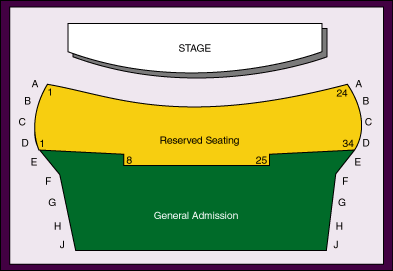 STAGE
A A
1 24
B B
C C
Reserved Seating
D 1 34 D
8 25
E E
F F
G G
General Admission
H H
J J